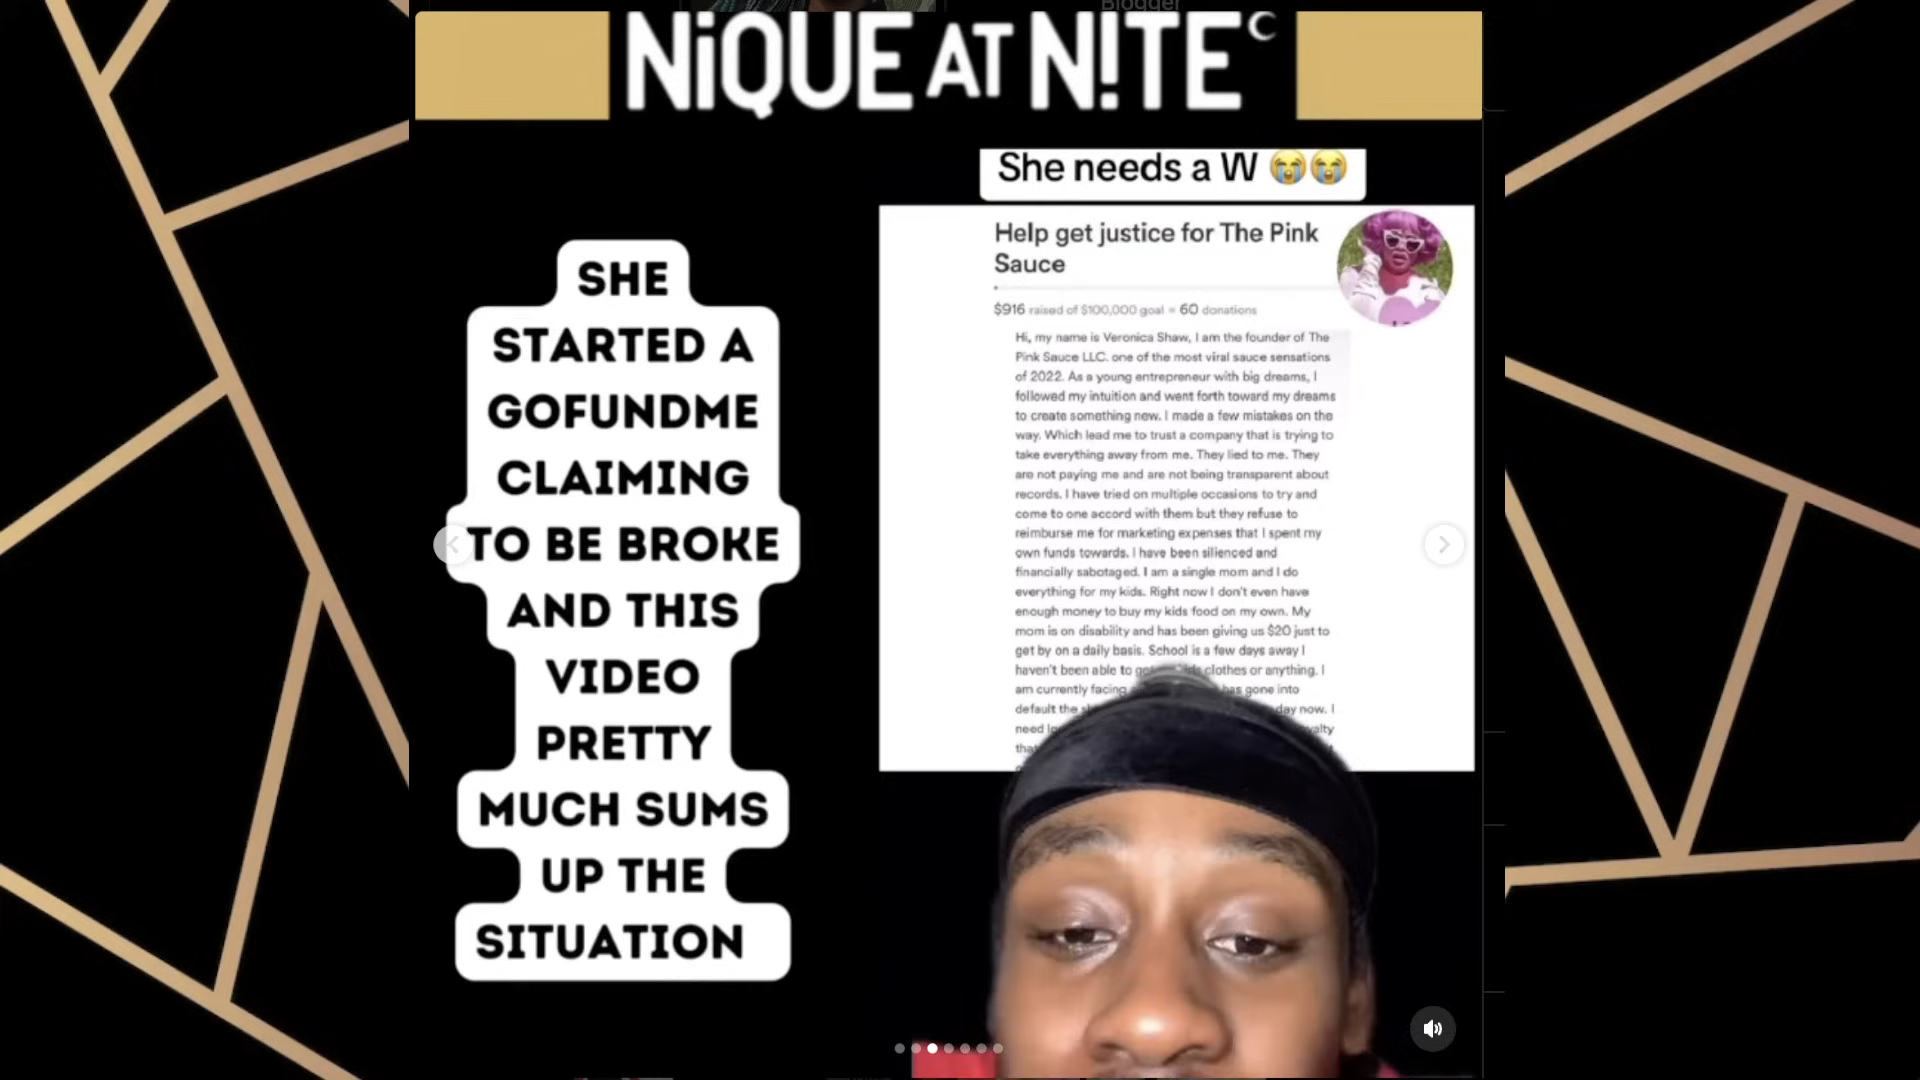 Blogger
NiQUE AT N!TE
She needs a W 😭😭
SHE
STARTED A
GOFUNDME
CLAIMING
TO BE BROKE
AND THIS
VIDEO
PRETTY
MUCH SUMS
UP THE
SITUATION
Help get justice for The Pink
Sauce
$916 raised of $100,000 goal • 60 donations
Hi, my name is Veronica Shaw, I am the founder of The
Pink Sauce LLC. one of the most viral sauce sensations
of 2022. As a young entrepreneur with big dreams, I
followed my intuition and went forth toward my dreams
to create something new. I made a few mistakes on the
way. Which lead me to trust a company that is trying to
take everything away from me. They lied to me. They
are not paying me and are not being transparent about
records. I have tried on multiple occasions to try and
come to one accord with them but they refuse to
reimburse me for marketing expenses that I spent my
own funds towards. I have been silienced and
financially sabotaged. I am a single mom and I do
everything for my kids. Right now I don't even have
enough money to buy my kids food on my own. My
mom is on disability and has been giving us $20 just to
get by on a daily basis. School is a few days away I
haven't been able to clothes or anything. I
am currently facing has gone into
default the day now. I
need